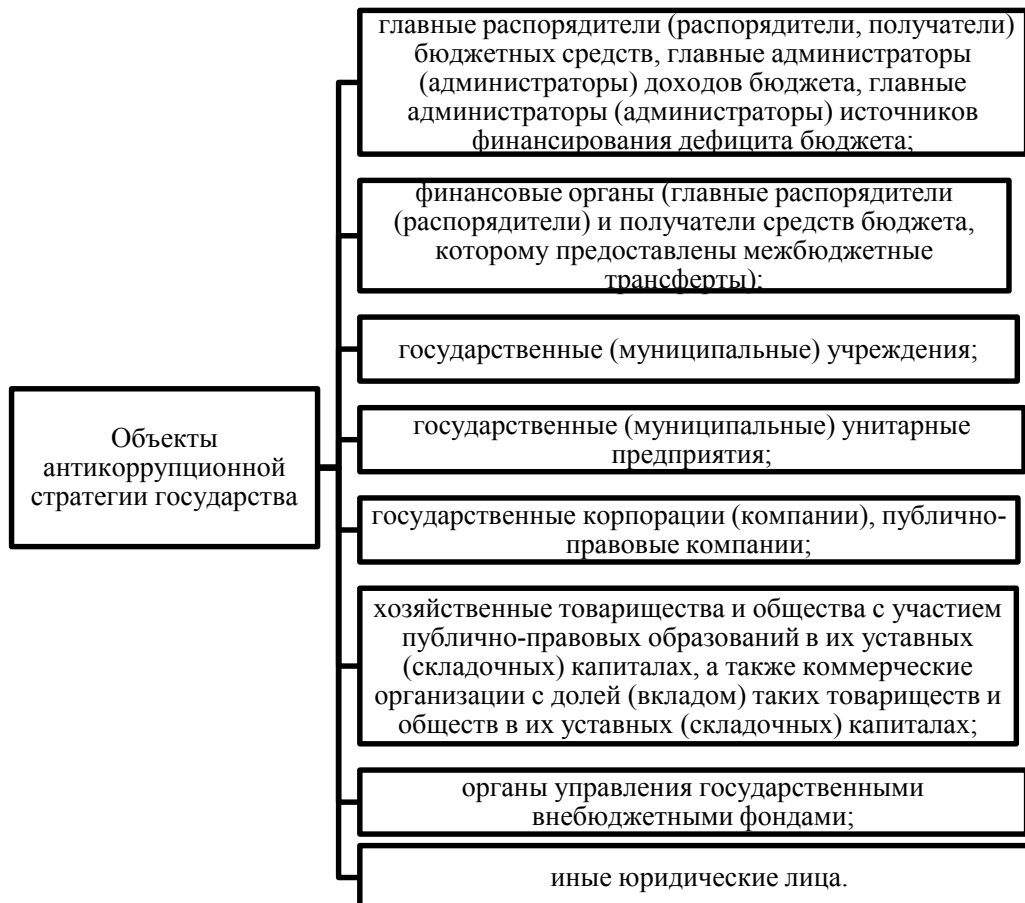 главные распорядители (распорядители, получатели)
бюджетных средств, главные администраторы
(администраторы) доходов бюджета, главные
администраторы (администраторы) источников
финансирования дефицита бюджета;
финансовые органы (главные распорядители
(распорядители) и получатели средств бюджета,
которому предоставлены межбюджетные
трансферты);
государственные (муниципальные) учреждения;
Объекты
антикоррупционной
стратегии государства
государственные (муниципальные) унитарные
предприятия;
государственные корпорации (компании), публично-
правовые компании;
хозяйственные товарищества и общества с участием
публично-правовых образований в их уставных
(складочных) капиталах, а также коммерческие
организации с долей (вкладом) таких товариществ и
обществ в их уставных (складочных) капиталах;
органы управления государственными
внебюджетными фондами;
иные юридические лица.